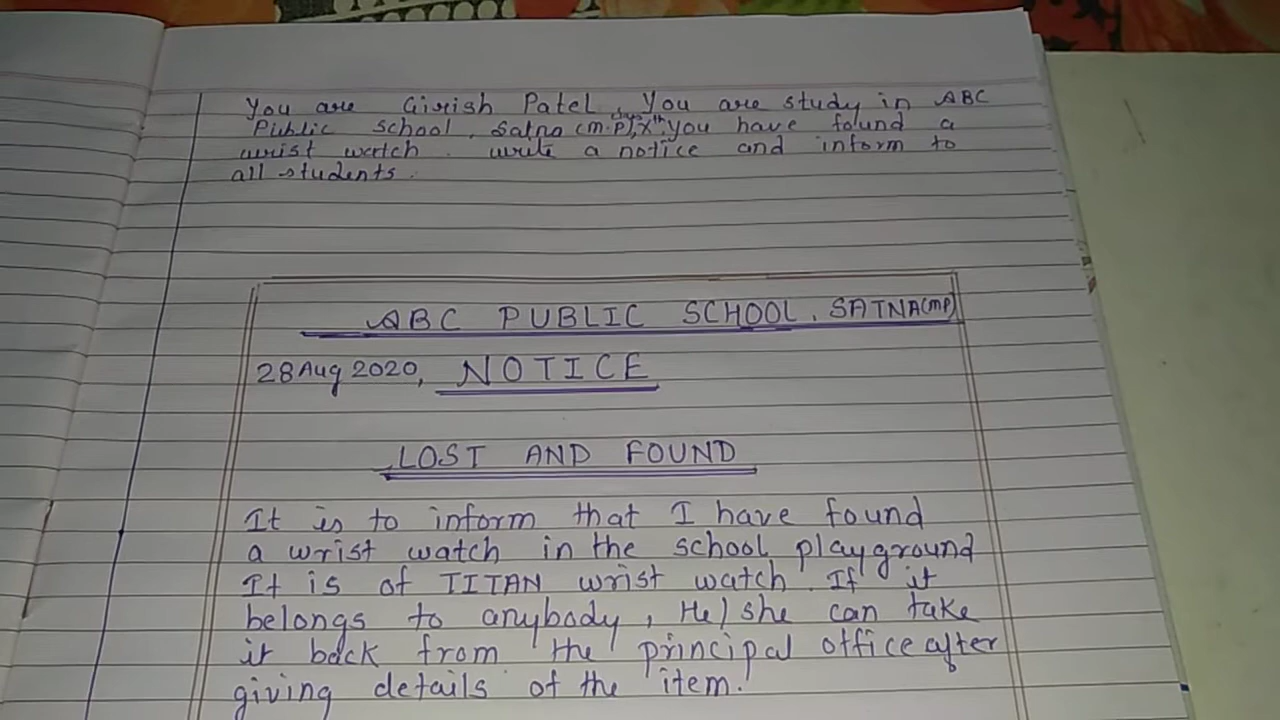 You are Girish Patel, You are study in ABC
Public school, Satna (m.p), Xth. you have found a
wrist watch. write a notice and inform to
all students.
ABC PUBLIC SCHOOL, SATNA(MP)
28 Aug 2020, NOTICE
LOST AND FOUND
It is to inform that I have found
a wrist watch in the school playground
It is of TITAN wrist watch. If it
belongs to anybody, He/she can take
it back from the principal office after
giving details of the item.